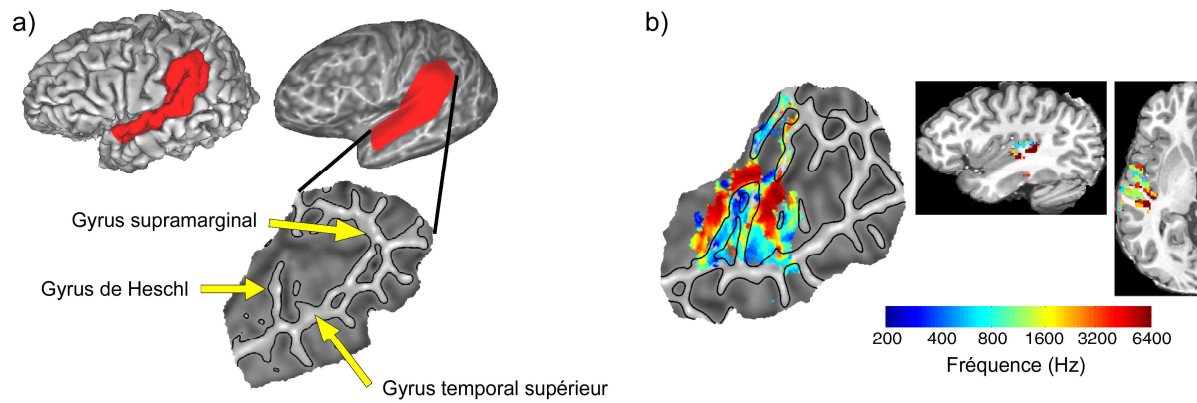 a)
Gyrus supramarginal
Gyrus de Heschl
Gyrus temporal supérieur
b)
200 400 800 1600 3200 6400
Fréquence (Hz)